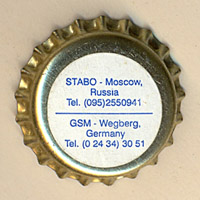 STABO - Moscow,
Russia
Tel. (095)2550941
GSM - Wegberg,
Germany
Tel. (0 24 34) 30 51